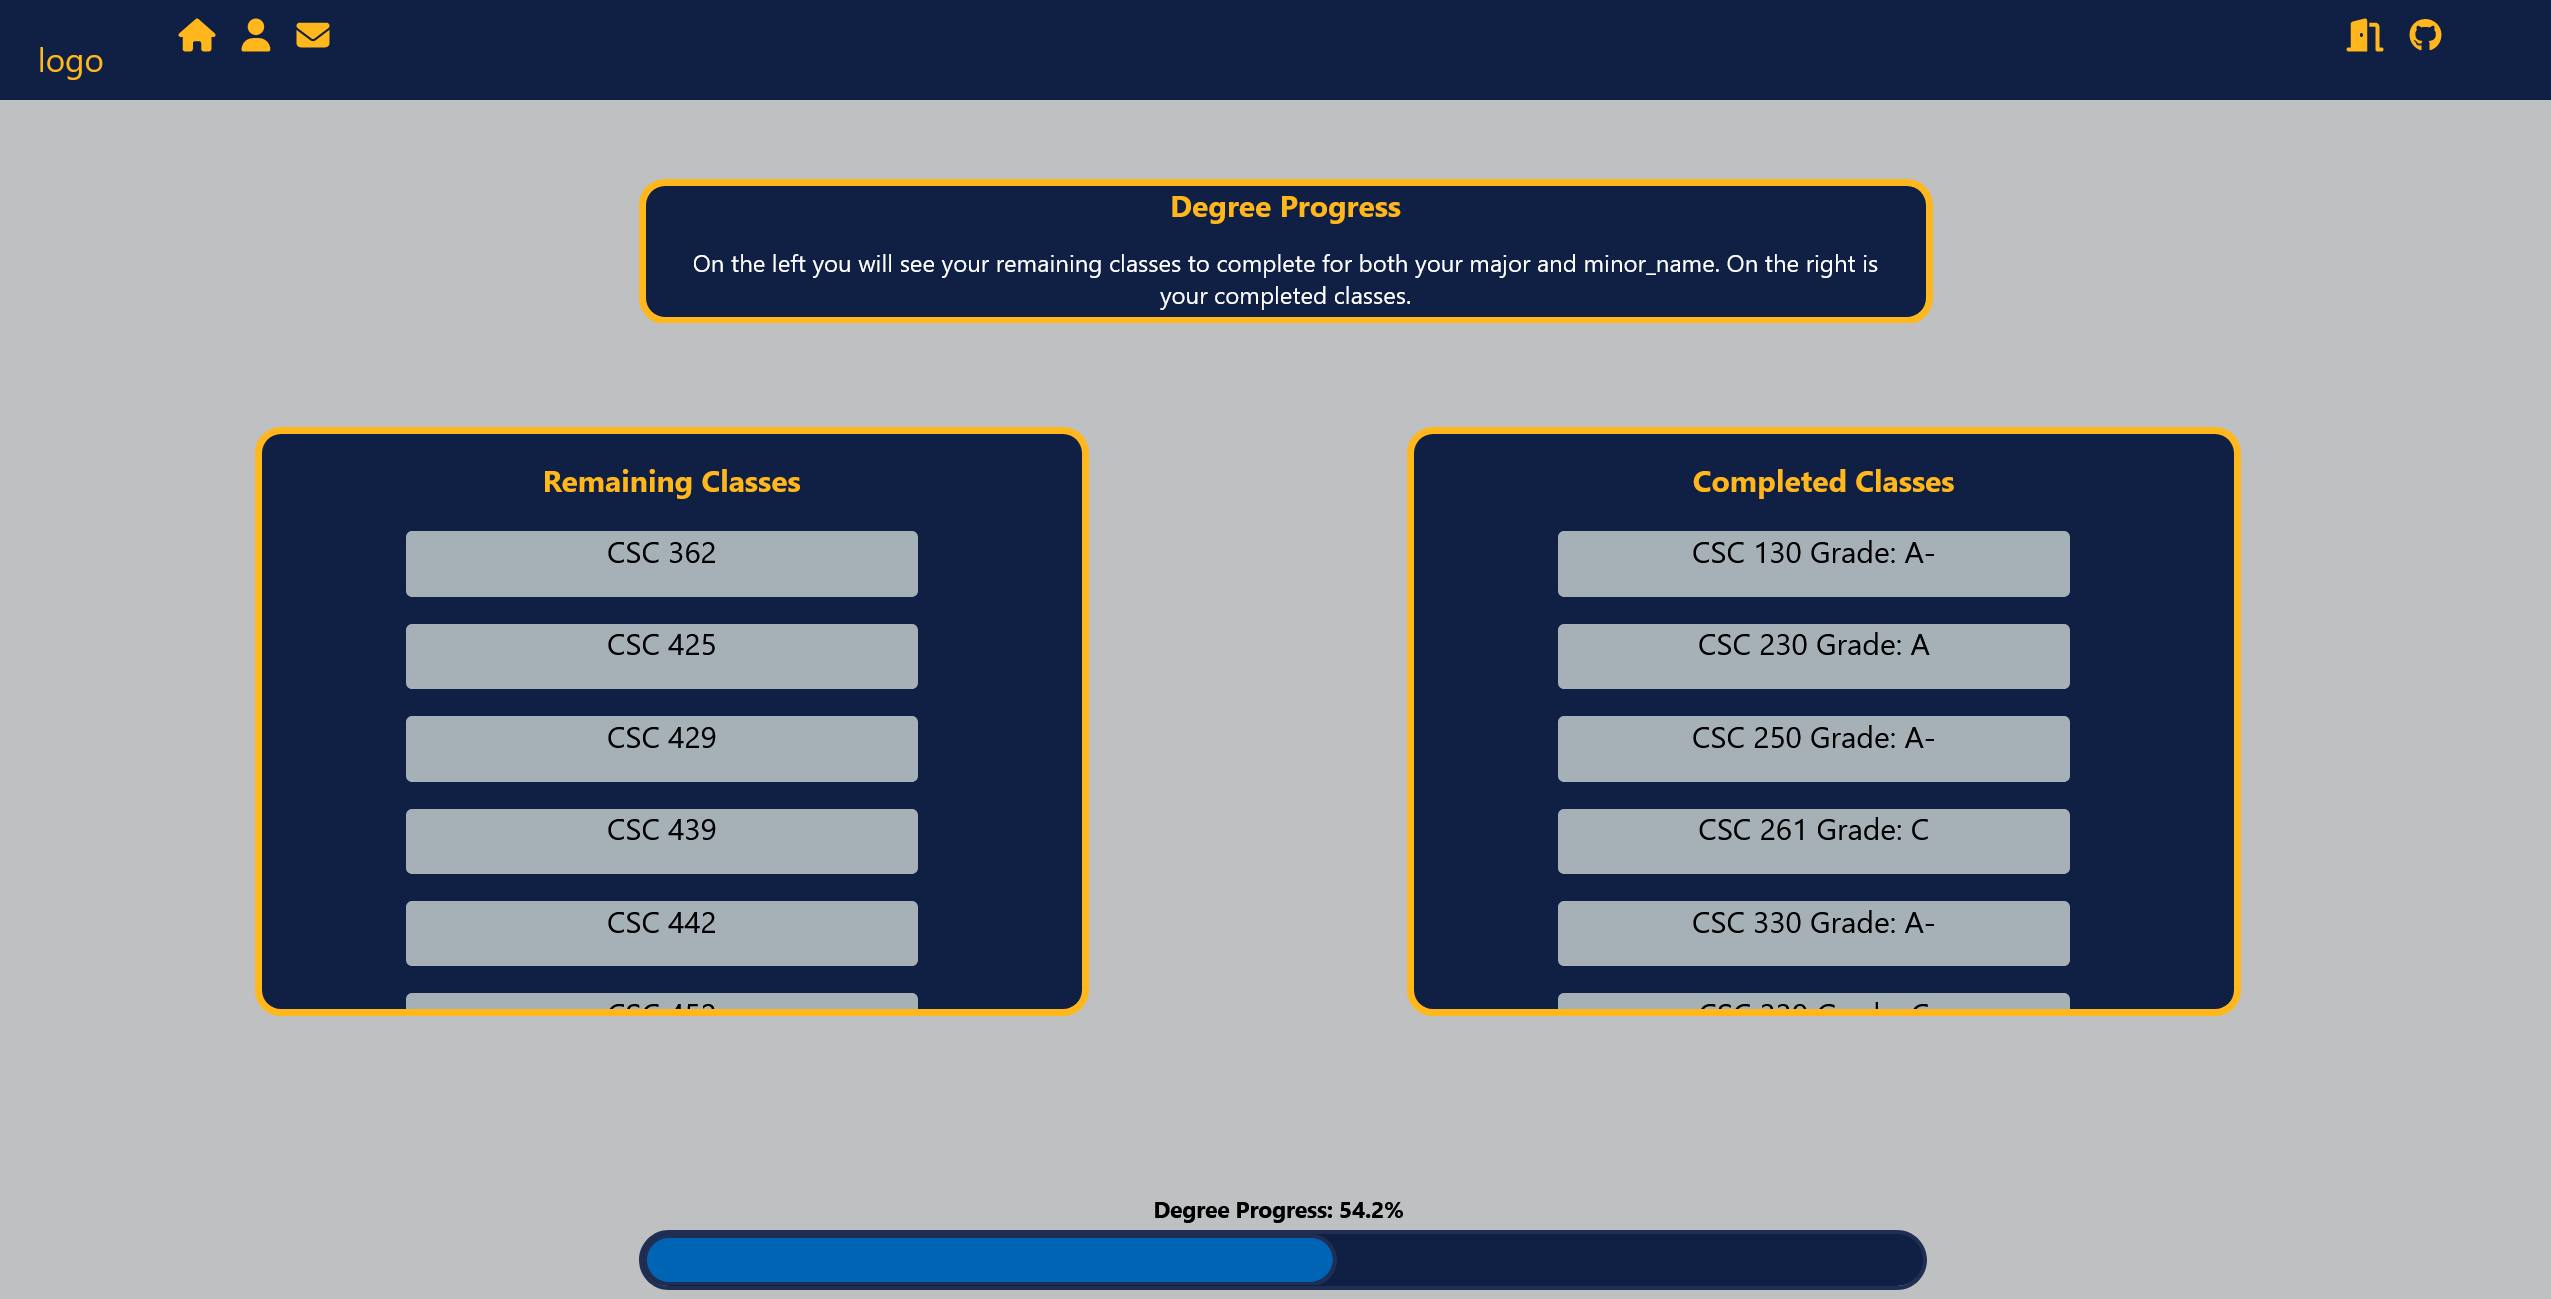 logo
Degree Progress
On the left you will see your remaining classes to complete for both your major and minor_name. On the right is
your completed classes.
Remaining Classes
CSC 362
CSC 425
CSC 429
CSC 439
CSC 442
Completed Classes
CSC 130 Grade: A-
CSC 230 Grade: A
CSC 250 Grade: A-
CSC 261 Grade: C
CSC 330 Grade: A-
Degree Progress: 54.2%